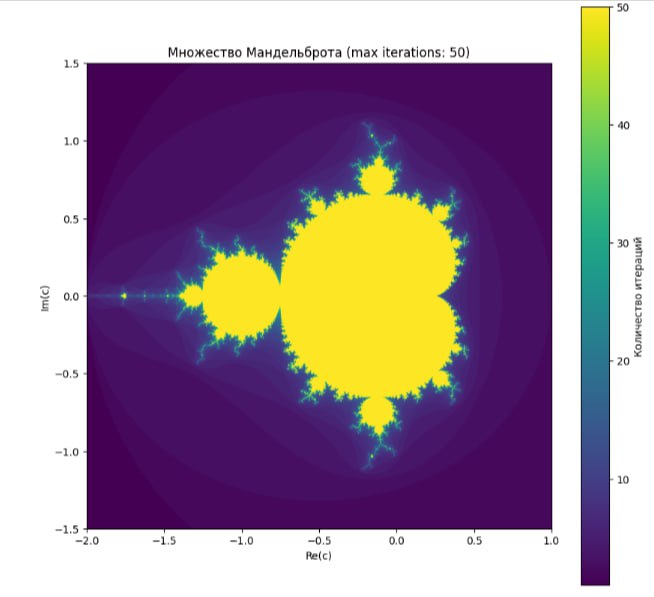 Множество Мандельброта (max iterations: 50)
1.5
1.0
0.5
0.0
−0.5
−1.0
−1.5
Im(c)
−2.0 −1.5 −1.0 −0.5 0.0 0.5 1.0
Re(c)
50
40
30
20
10
Количество итераций